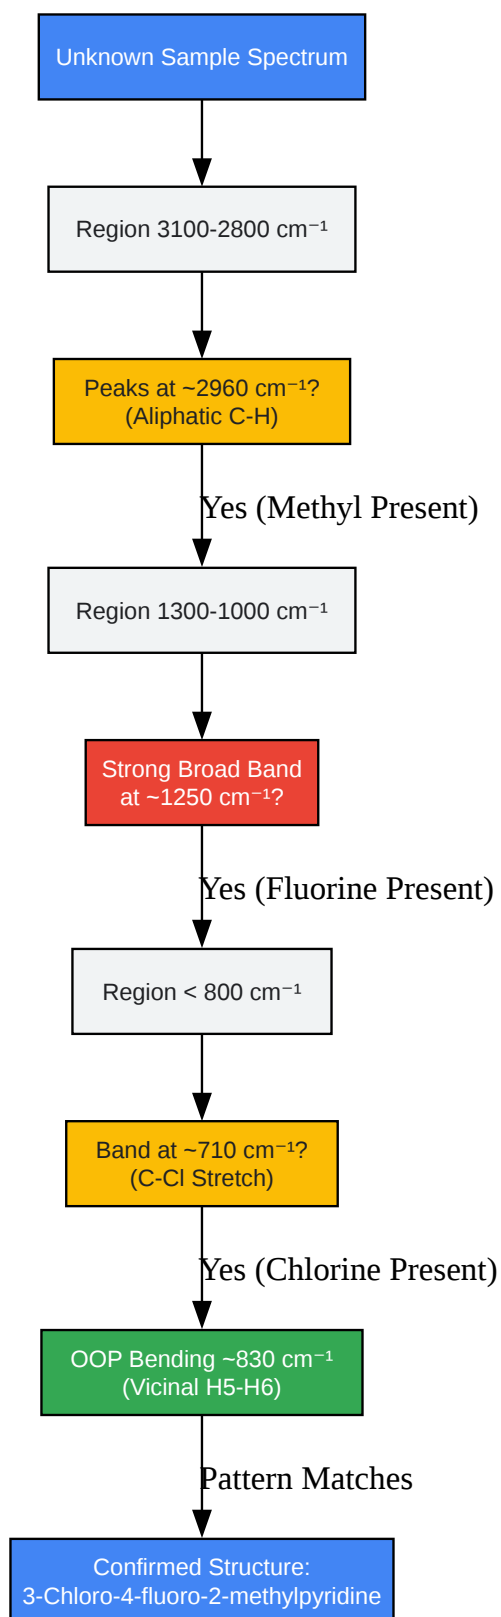 Unknown Sample Spectrum
Region 3100-2800 cm⁻¹
Peaks at ~2960 cm⁻¹?
(Aliphatic C-H)
Yes (Methyl Present)
Region 1300-1000 cm⁻¹
Strong Broad Band
at ~1250 cm⁻¹?
Yes (Fluorine Present)
Region < 800 cm⁻¹
Band at ~710 cm⁻¹?
(C-Cl Stretch)
Yes (Chlorine Present)
OOP Bending ~830 cm⁻¹
(Vicinal H5-H6)
Pattern Matches
Confirmed Structure:
3-Chloro-4-fluoro-2-methylpyridine